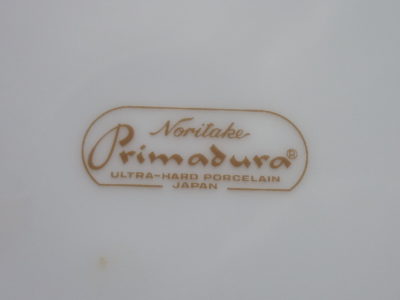 Noritake
Primadura®
ULTRA-HARD PORCELAIN
JAPAN